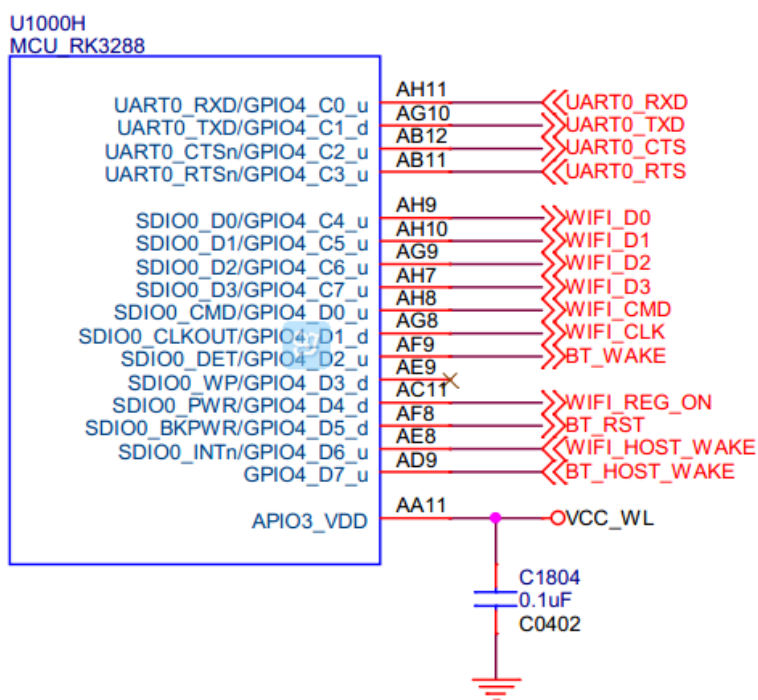 U1000H
MCU_RK3288
UART0_RXD/GPIO4_C0_u AH11 UART0_RXD
UART0_TXD/GPIO4_C1_d AG10 UART0_TXD
UART0_CTSn/GPIO4_C2_u AB12 UART0_CTS
UART0_RTSn/GPIO4_C3_u AB11 UART0_RTS
SDIO0_D0/GPIO4_C4_u AH9 WIFI_D0
SDIO0_D1/GPIO4_C5_u AH10 WIFI_D1
SDIO0_D2/GPIO4_C6_u AG9 WIFI_D2
SDIO0_D3/GPIO4_C7_u AH7 WIFI_D3
SDIO0_CMD/GPIO4_D0_u AH8 WIFI_CMD
SDIO0_CLKOUT/GPIO4_D1_d AG8 WIFI_CLK
SDIO0_DET/GPIO4_D2_u AF9 BT_WAKE
SDIO0_WP/GPIO4_D3_d AE9
SDIO0_PWR/GPIO4_D4_d AC11 WIFI_REG_ON
SDIO0_BKPWR/GPIO4_D5_d AF8 BT_RST
SDIO0_INTn/GPIO4_D6_u AE8 WIFI_HOST_WAKE
GPIO4_D7_u AD9 BT_HOST_WAKE
APIO3_VDD AA11 VCC_WL
C1804
0.1uF
C0402